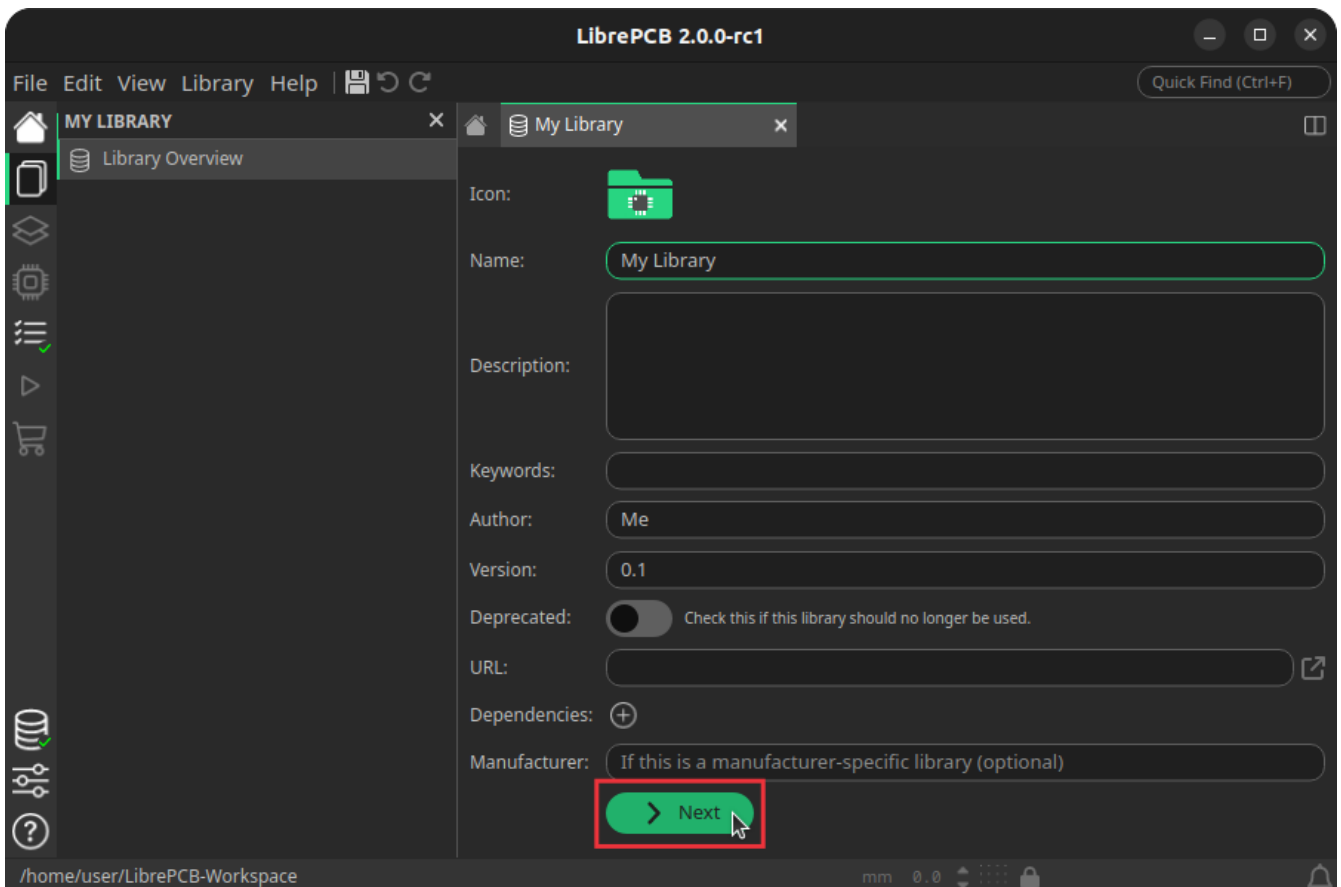 LibrePCB 2.0.0-rc1
File Edit View Library Help
Quick Find (Ctrl+F)
MY LIBRARY
Library Overview
My Library
Icon:
Name: My Library
Description:
Keywords:
Author: Me
Version: 0.1
Deprecated: Check this if this library should no longer be used.
URL:
Dependencies:
Manufacturer: If this is a manufacturer-specific library (optional)
Next
/home/user/LibrePCB-Workspace
mm 0.0